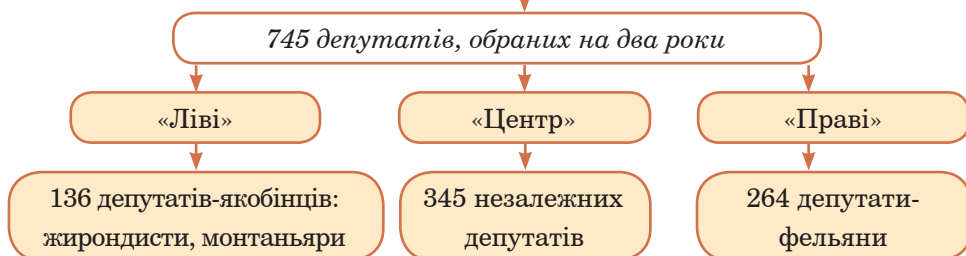 745 депутатів, обраних на два роки
«Ліві»
«Центр»
«Праві»
136 депутатів-якобінців:
жирондисти, монтаньяри
345 незалежних
депутатів
264 депутати-
фельяни